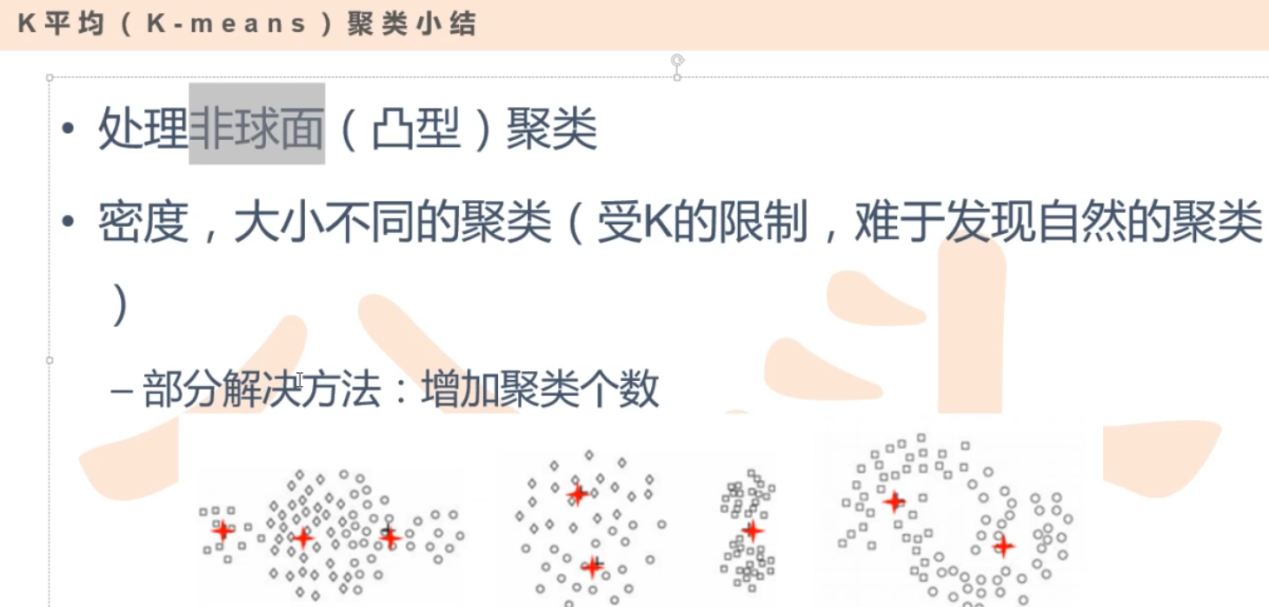 K平均（K-means）聚类小结
• 处理非球面（凸型）聚类
• 密度，大小不同的聚类（受K的限制，难于发现自然的聚类
）
– 部分解决方法：增加聚类个数